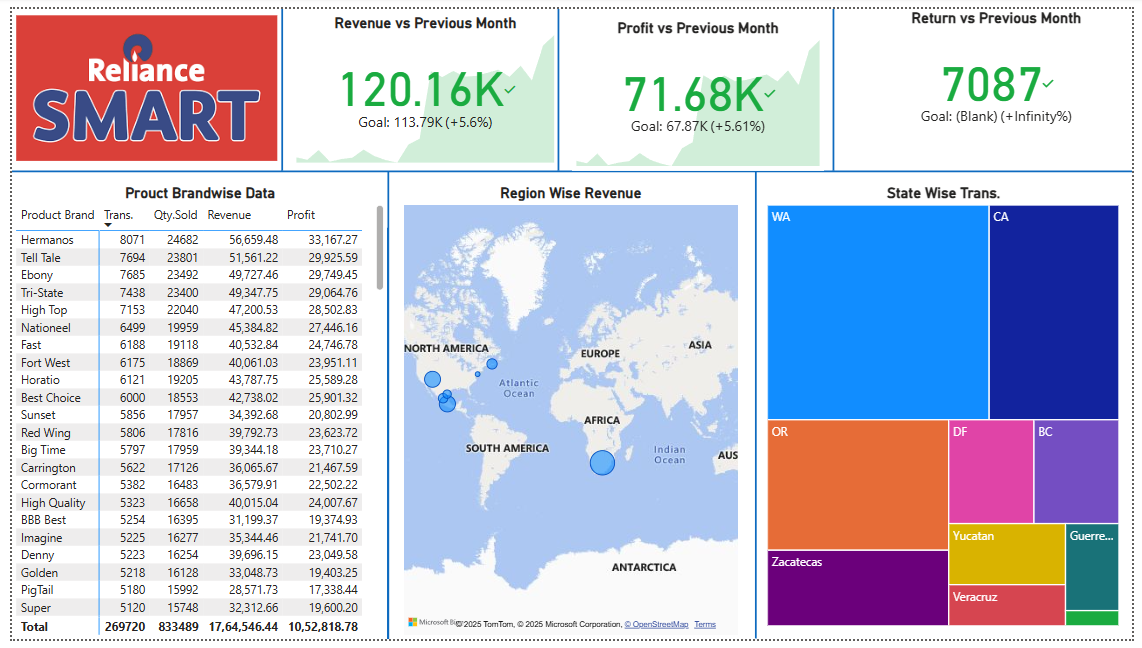 Reliance
SMART
Revenue vs Previous Month
120.16K
Goal: 113.79K (+5.6%)
Profit vs Previous Month
71.68K
Goal: 67.87K (+5.61%)
Return vs Previous Month
7087
Goal: (Blank) (+Infinity%)
Prouct Brandwise Data
Product Brand Trans. Qty.Sold Revenue Profit
Hermanos 8071 24682 56,659.48 33,167.27
Tell Tale 7694 23801 51,561.22 29,925.59
Ebony 7685 23492 49,727.46 29,749.45
Tri-State 7438 23400 49,347.75 29,064.76
High Top 7153 22040 47,200.53 28,502.83
Nationeel 6499 19959 45,384.82 27,446.16
Fast 6188 19118 40,532.84 24,746.78
Fort West 6175 18869 40,061.03 23,951.11
Horatio 6121 19205 43,787.75 25,589.28
Best Choice 6000 18553 42,738.02 25,901.32
Sunset 5856 17957 34,392.68 20,802.99
Red Wing 5806 17816 39,792.73 23,623.72
Big Time 5797 17959 39,344.18 23,710.27
Carrington 5622 17126 36,065.67 21,467.59
Cormorant 5382 16483 36,579.91 22,502.22
High Quality 5323 16658 40,015.04 24,007.67
BBB Best 5254 16395 31,199.37 19,374.93
Imagine 5225 16277 35,344.46 21,741.70
Denny 5223 16254 39,696.15 23,049.58
Golden 5218 16128 33,048.73 19,403.25
PigTail 5180 15992 28,571.73 17,338.44
Super 5120 15748 32,312.66 19,600.20
Total 269720 833489 17,64,546.44 10,52,818.78
Region Wise Revenue
NORTH AMERICA
EUROPE
ASIA
Atlantic
Ocean
AFRICA
SOUTH AMERICA
Indian
Ocean
AUS
ANTARCTICA
Microsoft Bi
© 2025 TomTom, © 2025 Microsoft Corporation, © OpenStreetMap Terms
State Wise Trans.
WA
CA
OR
DF
BC
Yucatan
Guerre...
Zacatecas
Veracruz